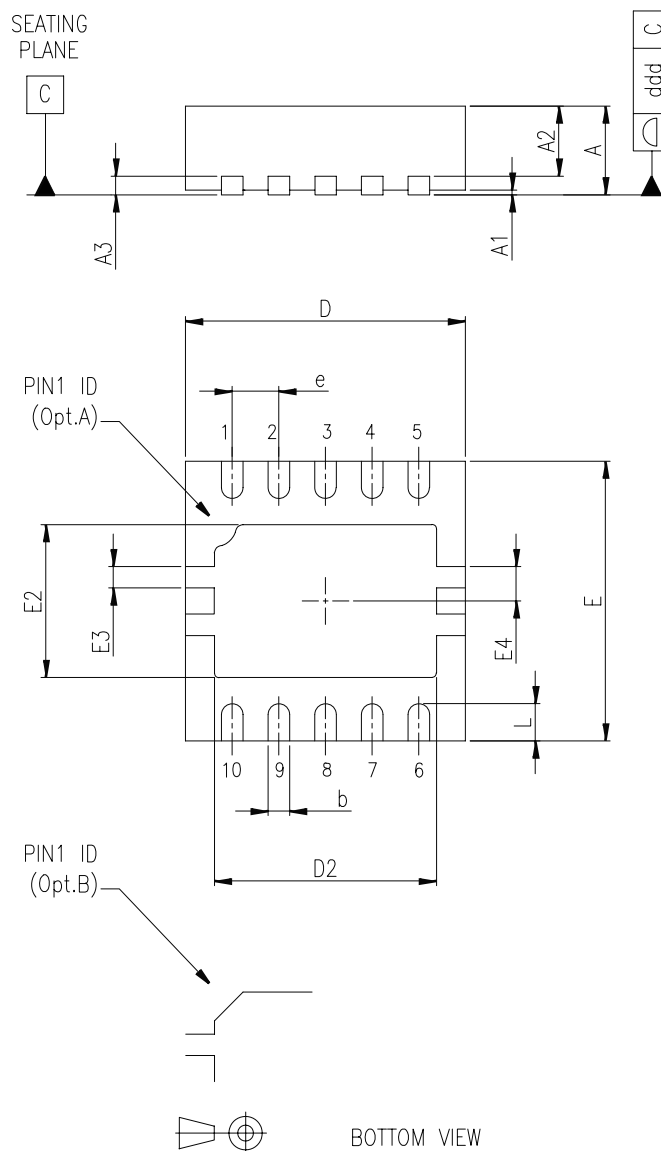 SEATING
PLANE
C
C
ddd
A2
A
A3
A1
D
PIN1 ID
(Opt.A)
e
1 2 3 4 5
E2
E3
E4
E
L
10 9 8 7 6
b
PIN1 ID
(Opt.B)
D2
BOTTOM VIEW